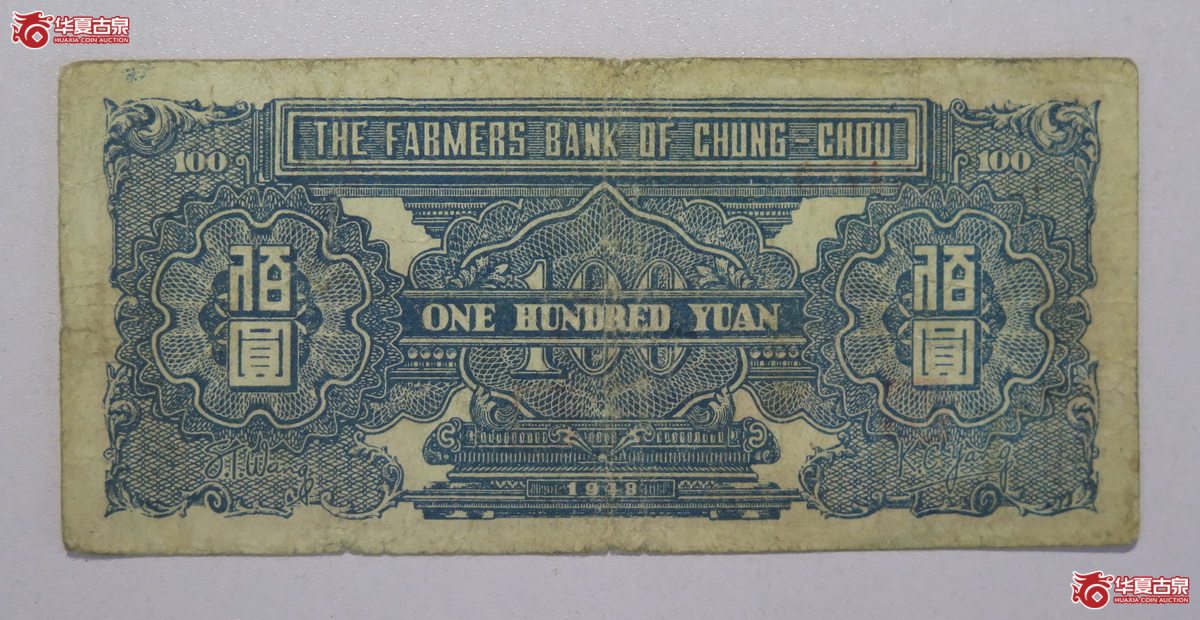 华夏古泉
HUAXIA COIN AUCTION
THE FARMERS BANK OF CHUNG-CHOU
100
100
佰圓
100
ONE HUNDRED YUAN
佰圓
1948
华夏古泉
HUAXIA COIN AUCTION